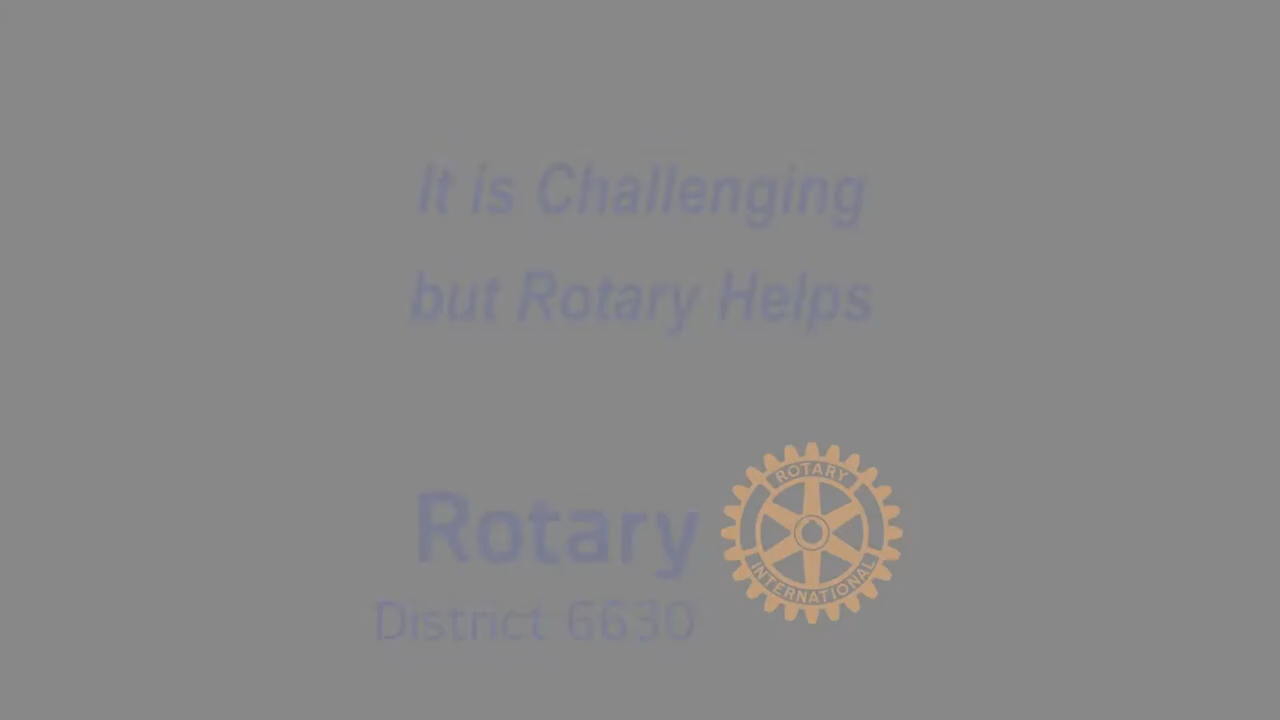 It is Challenging
but Rotary Helps
Rotary
District 6630
ROTARY
INTERNATIONAL